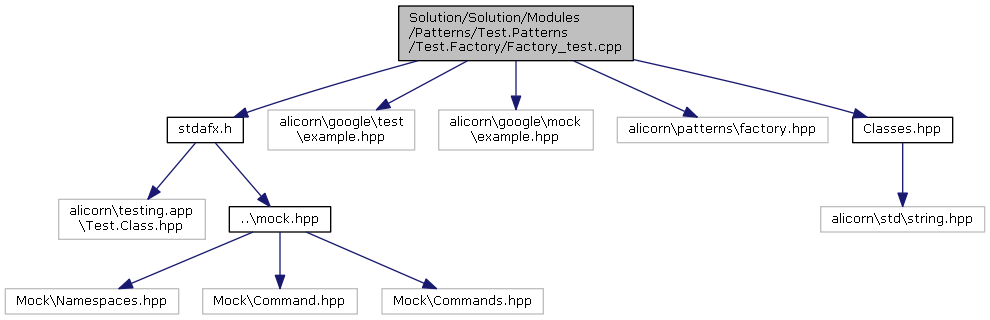 Solution/Solution/Modules
/Patterns/Test.Patterns
/Test.Factory/Factory_test.cpp
stdafx.h
alicorn\google\test
\example.hpp
alicorn\google\mock
\example.hpp
alicorn\patterns\factory.hpp
Classes.hpp
alicorn\testing.app
\Test.Class.hpp
..\mock.hpp
alicorn\std\string.hpp
Mock\Namespaces.hpp
Mock\Command.hpp
Mock\Commands.hpp